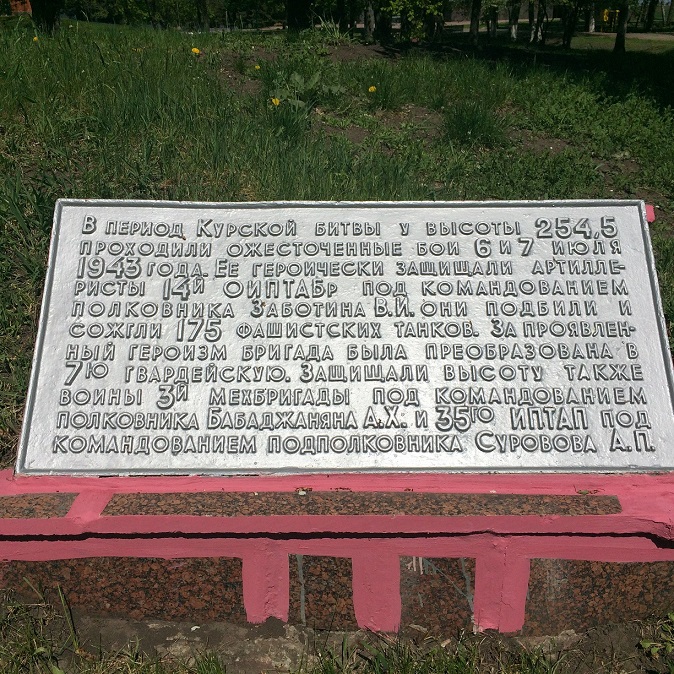 В ПЕРИОД КУРСКОЙ БИТВЫ У ВЫСОТЫ 254,5
ПРОХОДИЛИ ОЖЕСТОЧЕННЫЕ БОИ 6 И 7 ИЮЛЯ
1943 ГОДА. ЕЕ ГЕРОИЧЕСКИ ЗАЩИЩАЛИ АРТИЛЛЕ-
РИСТЫ 14Й ОИПТАБР ПОД КОМАНДОВАНИЕМ
ПОЛКОВНИКА ЗАБОТИНА В.И. ОНИ ПОДБИЛИ И
СОЖГЛИ 175 ФАШИСТСКИХ ТАНКОВ. ЗА ПРОЯВЛЕН-
НЫЙ ГЕРОИЗМ БРИГАДА БЫЛА ПРЕОБРАЗОВАНА В
7Ю ГВАРДЕЙСКУЮ. ЗАЩИЩАЛИ ВЫСОТУ ТАКЖЕ
ВОИНЫ 3Й МЕХБРИГАДЫ ПОД КОМАНДОВАНИЕМ
ПОЛКОВНИКА БАБАДЖАНЯНА А.Х. И 35ГО ИПТАП ПОД
КОМАНДОВАНИЕМ ПОДПОЛКОВНИКА СУРОВОВА А.П.